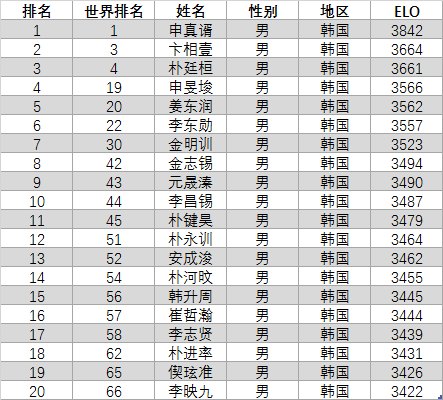 排名 世界排名 姓名 性别 地区 ELO
1 1 申真谞 男 韩国 3842
2 3 卞相壹 男 韩国 3664
3 4 朴廷桓 男 韩国 3661
4 19 申旻埈 男 韩国 3566
5 20 姜东润 男 韩国 3562
6 22 李东勋 男 韩国 3557
7 30 金明训 男 韩国 3523
8 42 金志锡 男 韩国 3494
9 43 元晟溱 男 韩国 3490
10 44 李昌锡 男 韩国 3487
11 45 朴键昊 男 韩国 3479
12 51 朴永训 男 韩国 3464
13 52 安成浚 男 韩国 3462
14 54 朴河旼 男 韩国 3455
15 56 韩升周 男 韩国 3445
16 57 崔哲瀚 男 韩国 3444
17 58 李志贤 男 韩国 3439
18 62 朴进率 男 韩国 3431
19 65 偰玹准 男 韩国 3426
20 66 李映九 男 韩国 3422